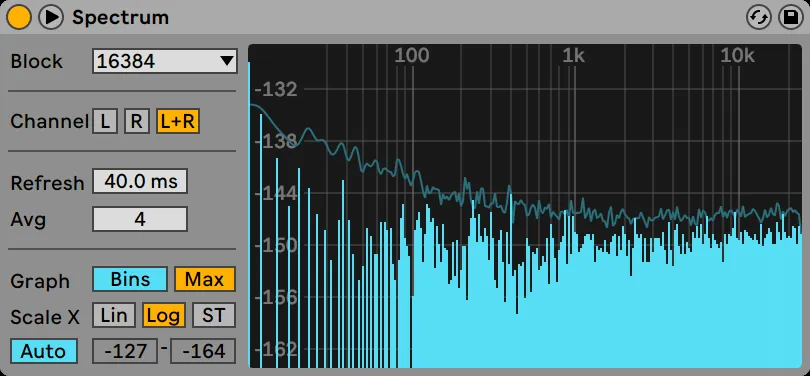 Spectrum
Block 16384
Channel L R L+R
Refresh 40.0 ms
Avg 4
Graph Bins Max
Scale X Lin Log ST
Auto -127 - -164
100 1k 10k
-132
-138
-144
-150
-156
-162